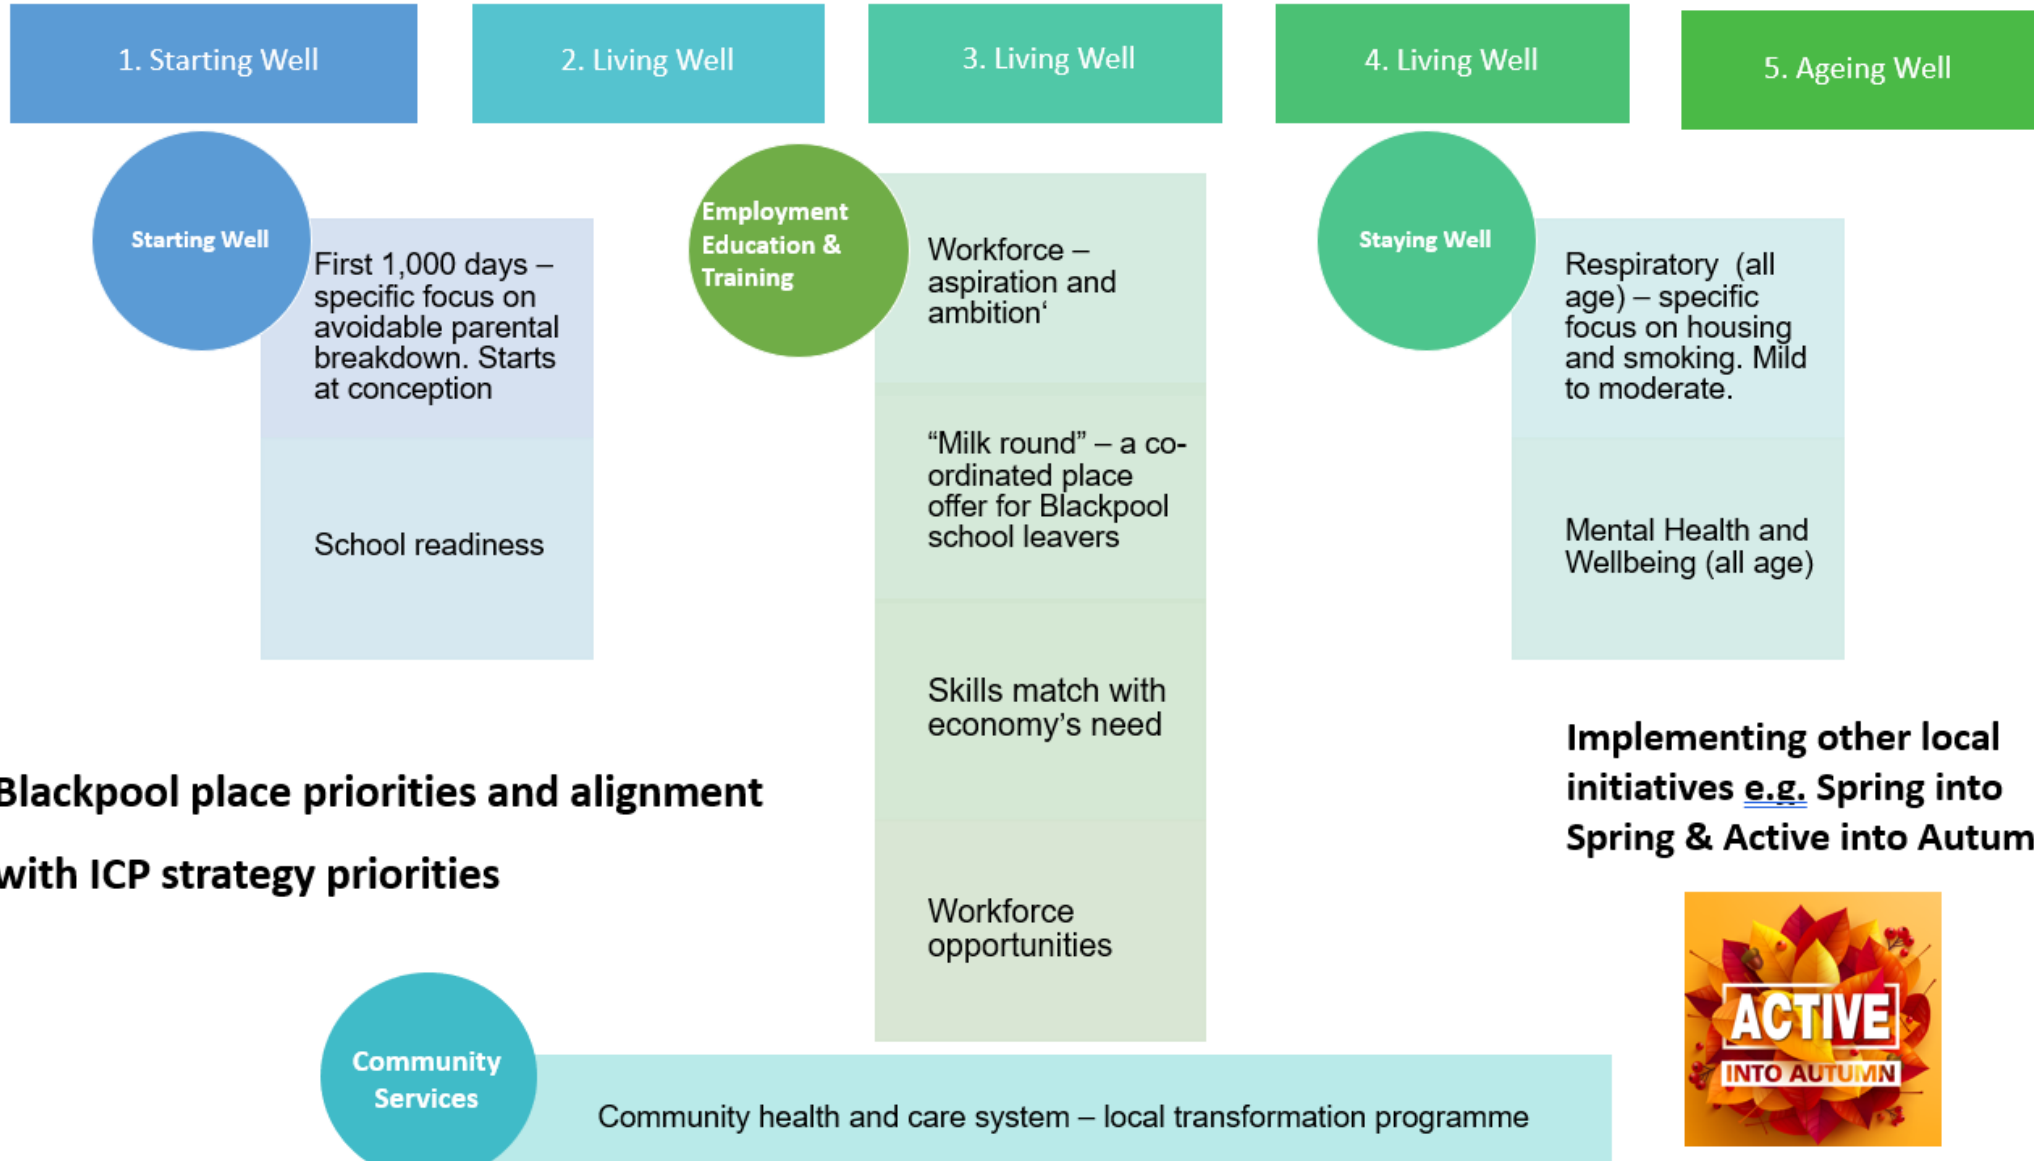 1. Starting Well
2. Living Well
3. Living Well
4. Living Well
5. Ageing Well
Starting Well
First 1,000 days –
specific focus on
avoidable parental
breakdown. Starts
at conception
School readiness
Employment
Education &
Training
Workforce –
aspiration and
ambition‘
“Milk round” – a co-
ordinated place
offer for Blackpool
school leavers
Skills match with
economy’s need
Workforce
opportunities
Staying Well
Respiratory (all
age) – specific
focus on housing
and smoking. Mild
to moderate.
Mental Health and
Wellbeing (all age)
Blackpool place priorities and alignment
with ICP strategy priorities
Implementing other local
initiatives e.g. Spring into
Spring & Active into Autum
ACTIVE
INTO AUTUMN
Community
Services
Community health and care system – local transformation programme